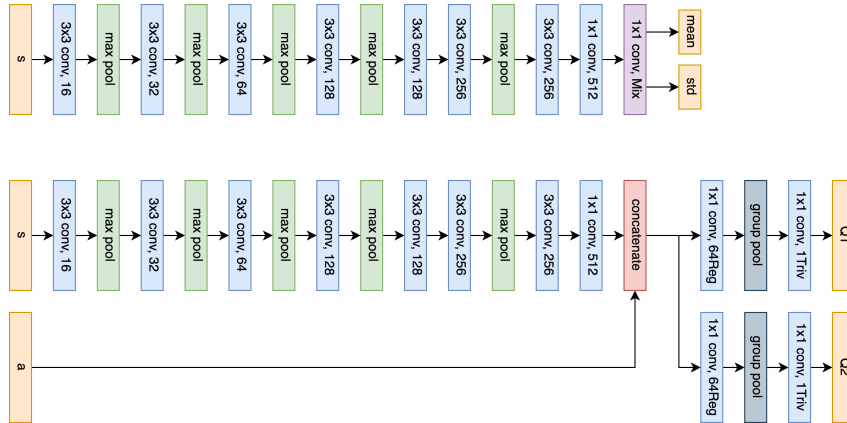 s
3x3 conv, 16
max pool
3x3 conv, 32
max pool
3x3 conv, 64
max pool
3x3 conv, 128
max pool
3x3 conv, 128
3x3 conv, 256
max pool
3x3 conv, 256
1x1 conv, 512
1x1 conv, Mix
mean
std
s
3x3 conv, 16
max pool
3x3 conv, 32
max pool
3x3 conv, 64
max pool
3x3 conv, 128
max pool
3x3 conv, 128
3x3 conv, 256
max pool
3x3 conv, 256
1x1 conv, 512
concatenate
1x1 conv, 64Reg
group pool
1x1 conv, 1Triv
Q1
a
1x1 conv, 64Reg
group pool
1x1 conv, 1Triv
Q2